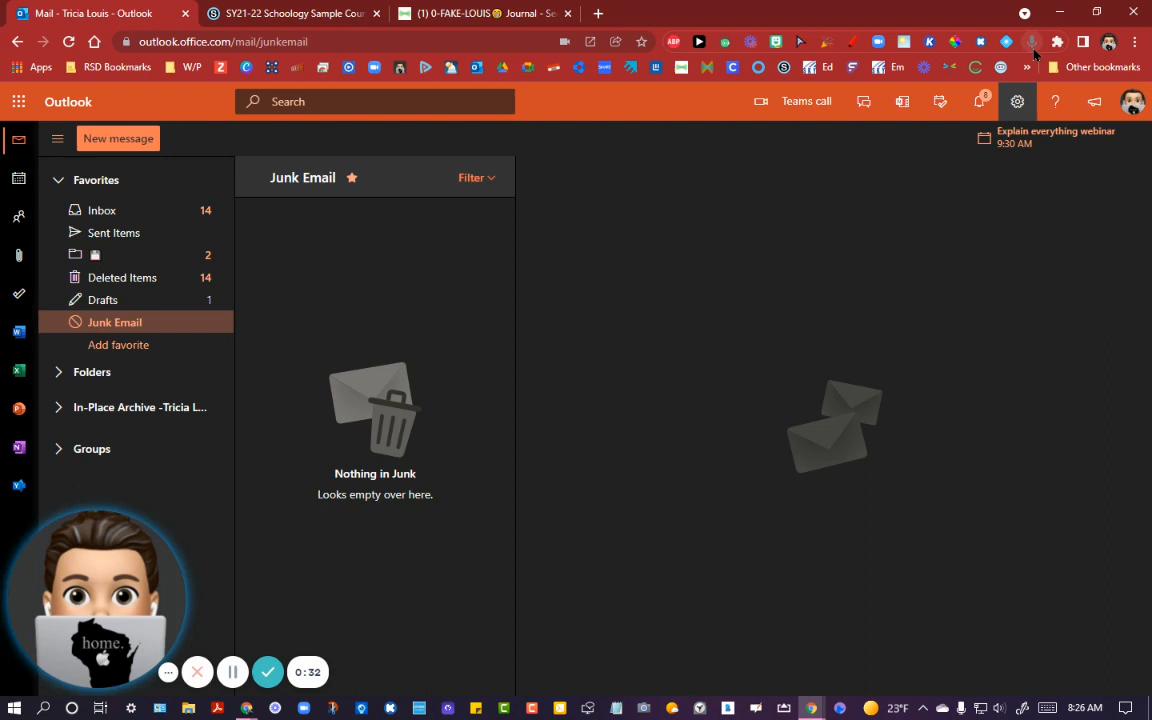 Mail - Tricia Louis - Outlook
SY21-22 Schoology Sample Cou
(1) 0-FAKE-LOUIS🤓 Journal - Se
outlook.office.com/mail/junkemail
Apps
RSD Bookmarks
W/P
Ed
Em
Other bookmarks
Outlook
Search
Teams call
8
New message
Explain everything webinar
9:30 AM
Favorites
Junk Email
Filter
Inbox 14
Sent Items
2
Deleted Items 14
Drafts 1
Junk Email
Add favorite
Folders
In-Place Archive -Tricia L...
Groups
Nothing in Junk
Looks empty over here.
home.
0:32
23°F
8:26 AM